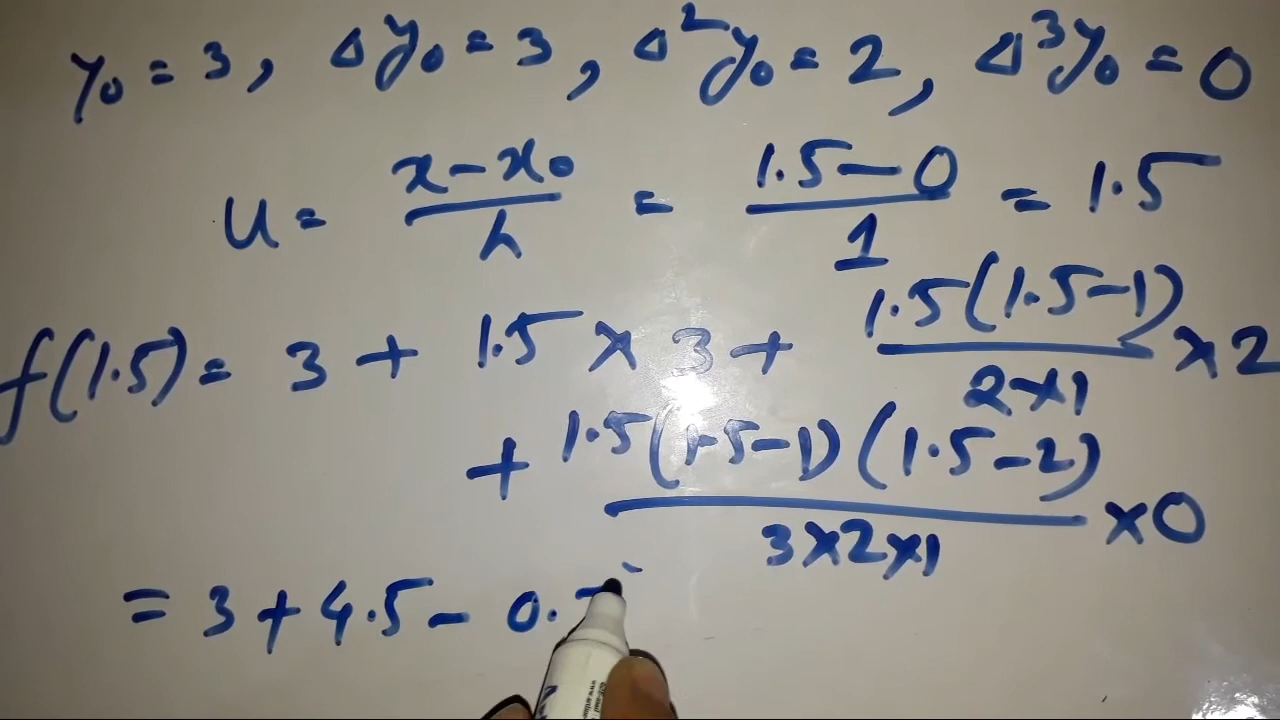 y₀ = 3, Δy₀ = 3, Δ²y₀ = 2, Δ³y₀ = 0
u = (x - x₀)/h = (1.5 - 0)/1 = 1.5
f(1.5) = 3 + 1.5 × 3 + 1.5(1.5-1)/2×1 × 2
+ 1.5(1.5-1)(1.5-2)/3×2×1 × 0
= 3 + 4.5 - 0.